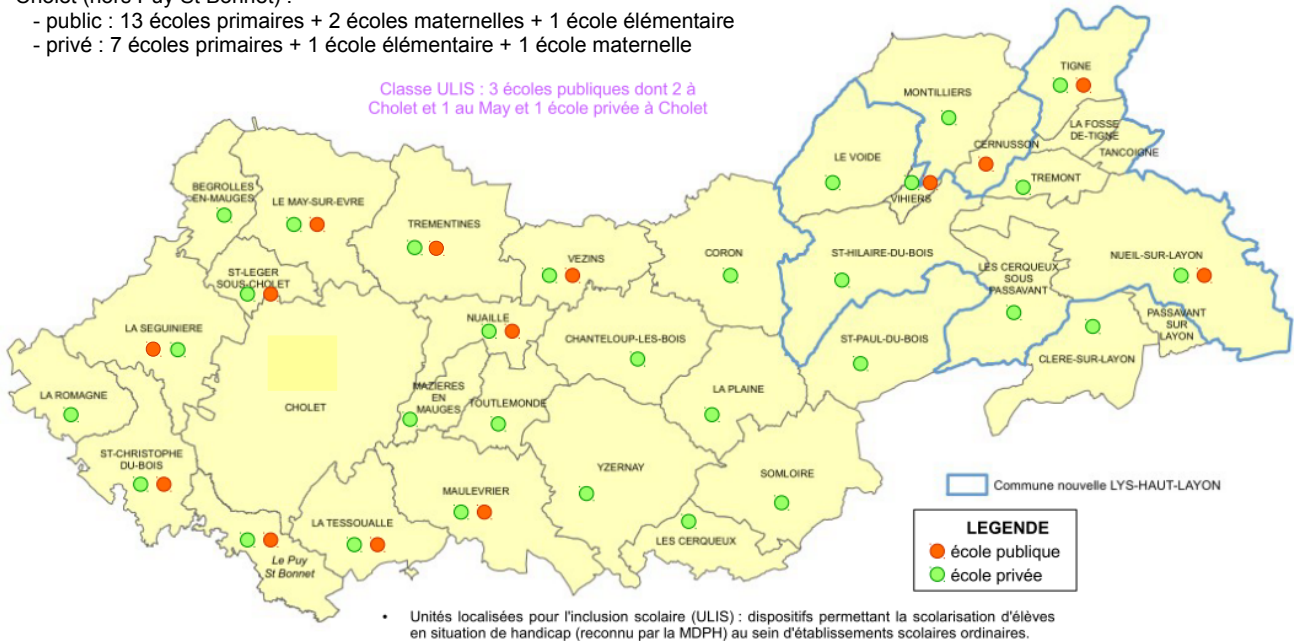 Cholet (hors Puy St Bonnet) :
- public : 13 écoles primaires + 2 écoles maternelles + 1 école élémentaire
- privé : 7 écoles primaires + 1 école élémentaire + 1 école maternelle
Classe ULIS : 3 écoles publiques dont 2 à
Cholet et 1 au May et 1 école privée à Cholet
TIGNE
MONTILLIERS
LA FOSSE
DE-TIGNE
CERNUSSON
TANCOIGNE
LE VOIDE
TREMONT
VIHIERS
BEGROLLES
EN-MAUGES
LE MAY-SUR-EVRE
TREMENTINES
VEZINS
CORON
ST-HILAIRE-DU-BOIS
LES CERQUEUX
SOUS
PASSAVANT
NUEIL-SUR-LAYON
ST-LEGER
SOUS-CHOLET
LA SEGUINIERE
NUAILLE
CHANTELOUP-LES-BOIS
ST-PAUL-DU-BOIS
PASSAVANT
SUR
LAYON
CLERE-SUR-LAYON
LA ROMAGNE
CHOLET
MAZIERES
EN
MAUGES
TOUTLEMONDE
LA PLAINE
ST-CHRISTOPHE
DU-BOIS
YZERNAY
SOMLOIRE
MAULEVRIER
LA TESSOUALLE
LES CERQUEUX
Le Puy
St Bonnet
Commune nouvelle LYS-HAUT-LAYON
LEGENDE
école publique
école privée
• Unités localisées pour l'inclusion scolaire (ULIS) : dispositifs permettant la scolarisation d'élèves
en situation de handicap (reconnu par la MDPH) au sein d'établissements scolaires ordinaires.